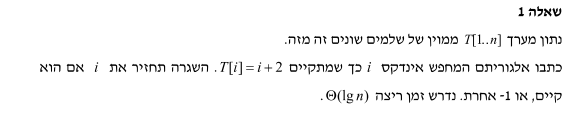 שאלה 1
נתון מערך T[1..n] ממוין של שלמים שונים זה מזה.
כתבו אלגוריתם המחפש אינדקס i כך שמתקיים T[i]=i+2. השגרה תחזיר את i אם הוא
קיים, או 1- אחרת. נדרש זמן ריצה Θ(lg n).